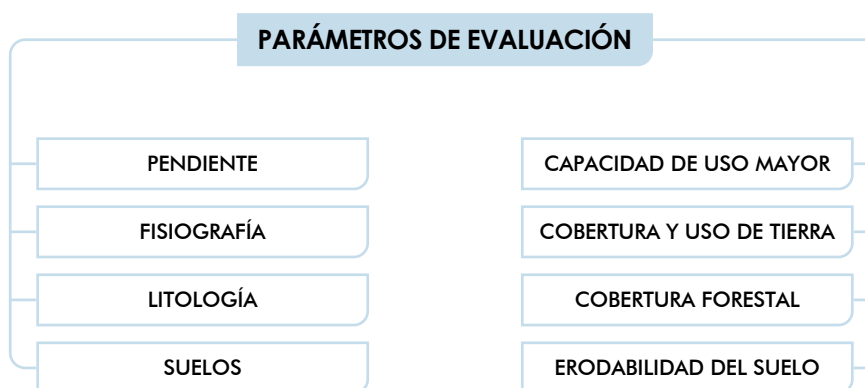 PARÁMETROS DE EVALUACIÓN
PENDIENTE
FISIOGRAFÍA
LITOLOGÍA
SUELOS
CAPACIDAD DE USO MAYOR
COBERTURA Y USO DE TIERRA
COBERTURA FORESTAL
ERODABILIDAD DEL SUELO